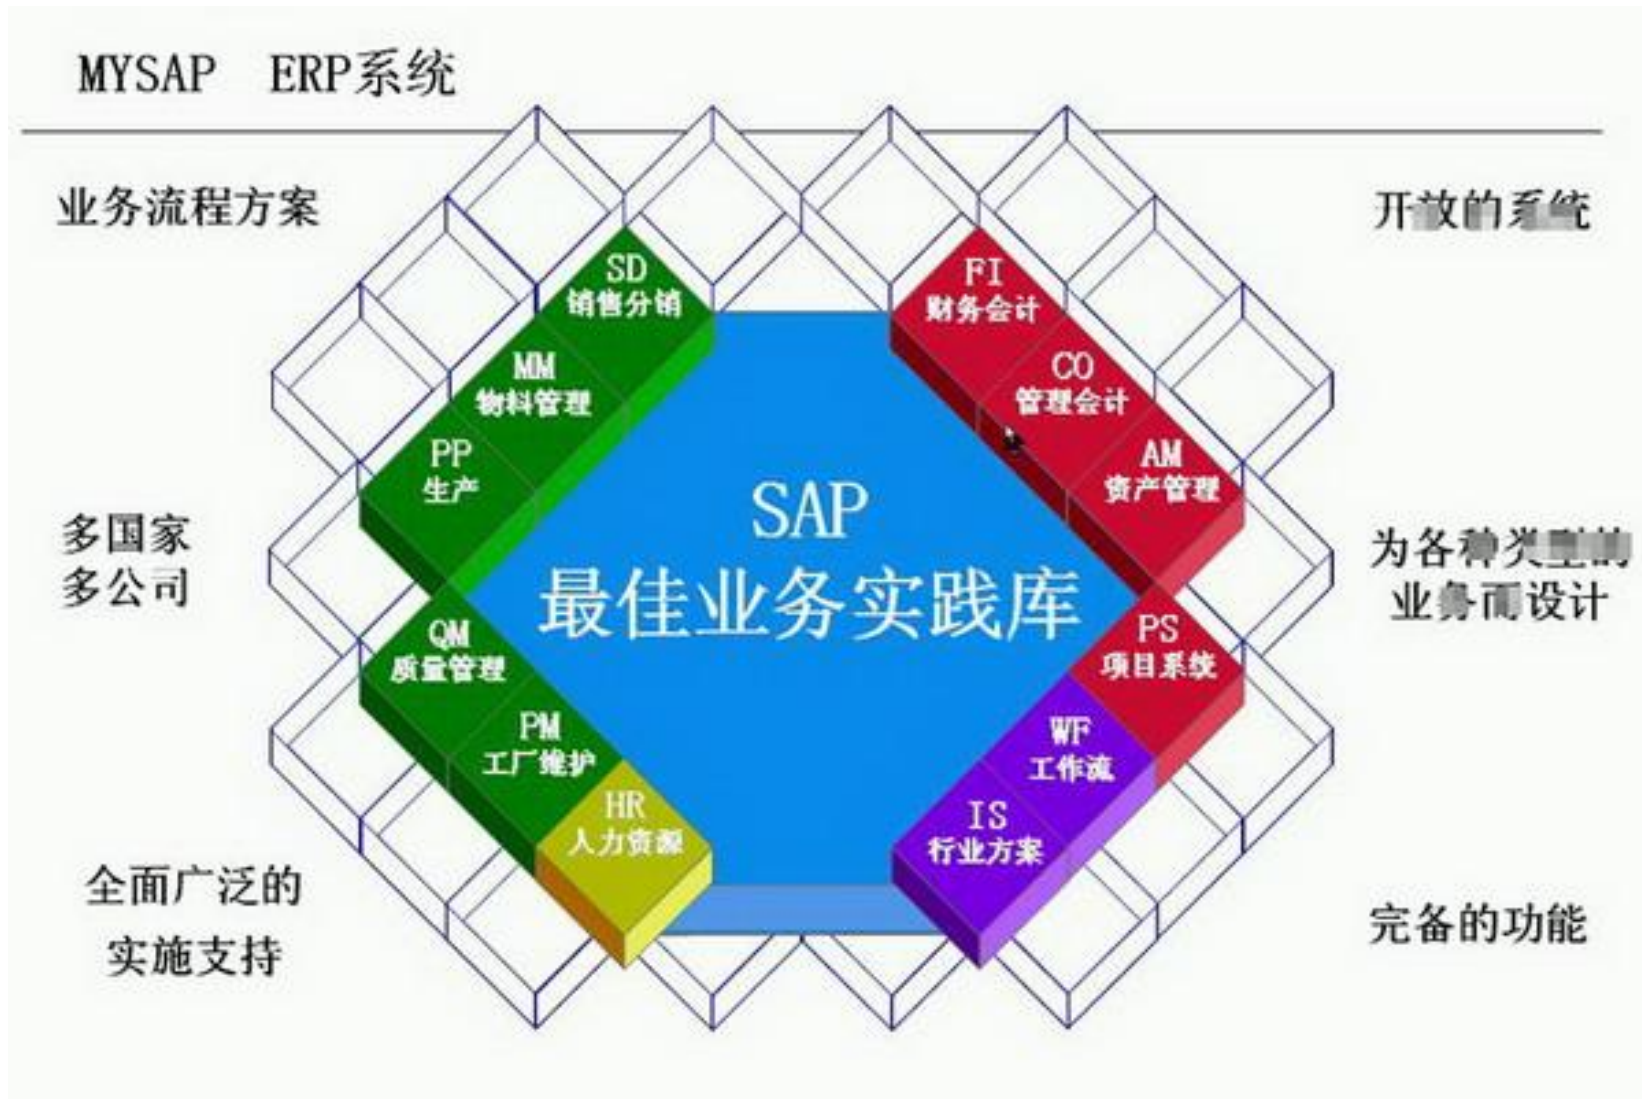 MYSAP ERP系统
业务流程方案
开放的系统
SD
销售分销
FI
财务会计
MM
物料管理
CO
管理会计
PP
生产
AM
资产管理
SAP
最佳业务实践库
多国家
多公司
为各种类型的
业务而设计
QM
质量管理
PS
项目系统
PM
工厂维护
WF
工作流
HR
人力资源
IS
行业方案
全面广泛的
实施支持
完备的功能